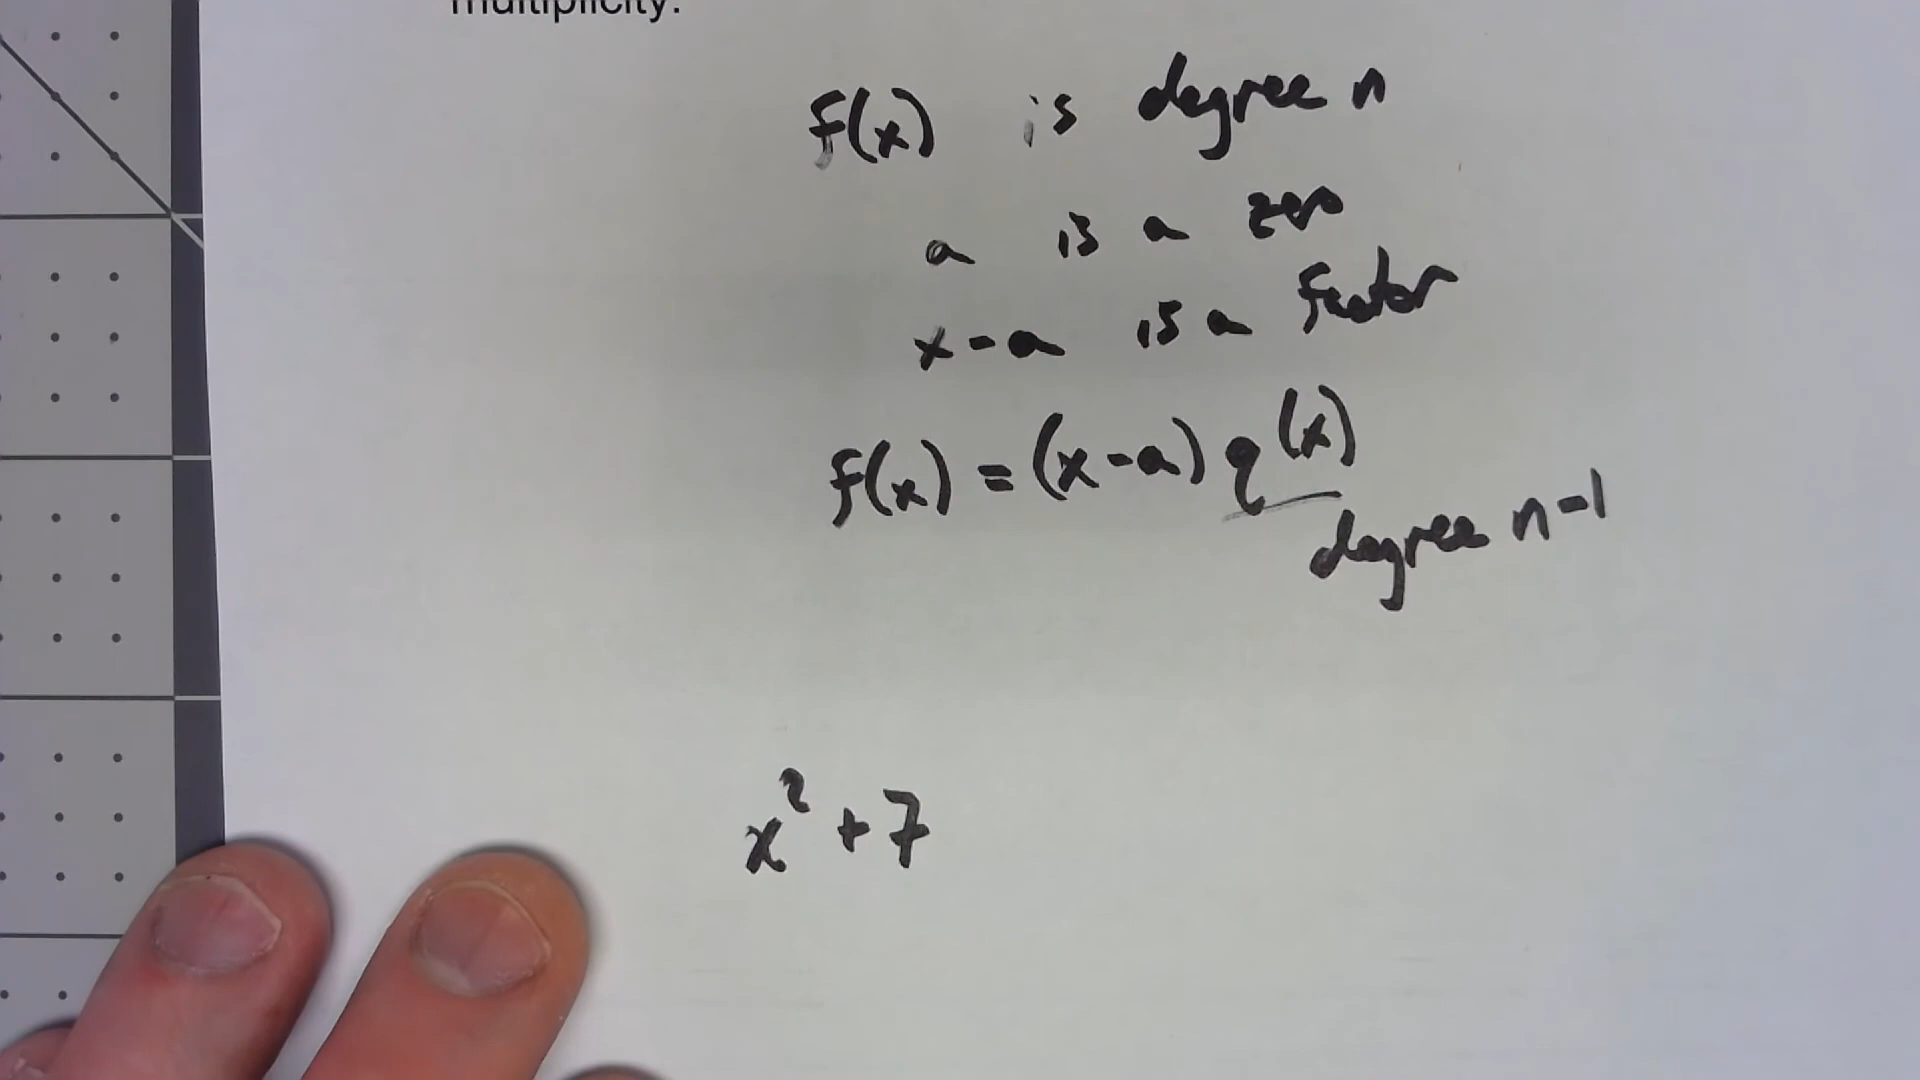 multiplicity.
f(x) is degree n
a is a zero
x-a is a factor
f(x) = (x-a) q(x)
degree n-1
x² + 7